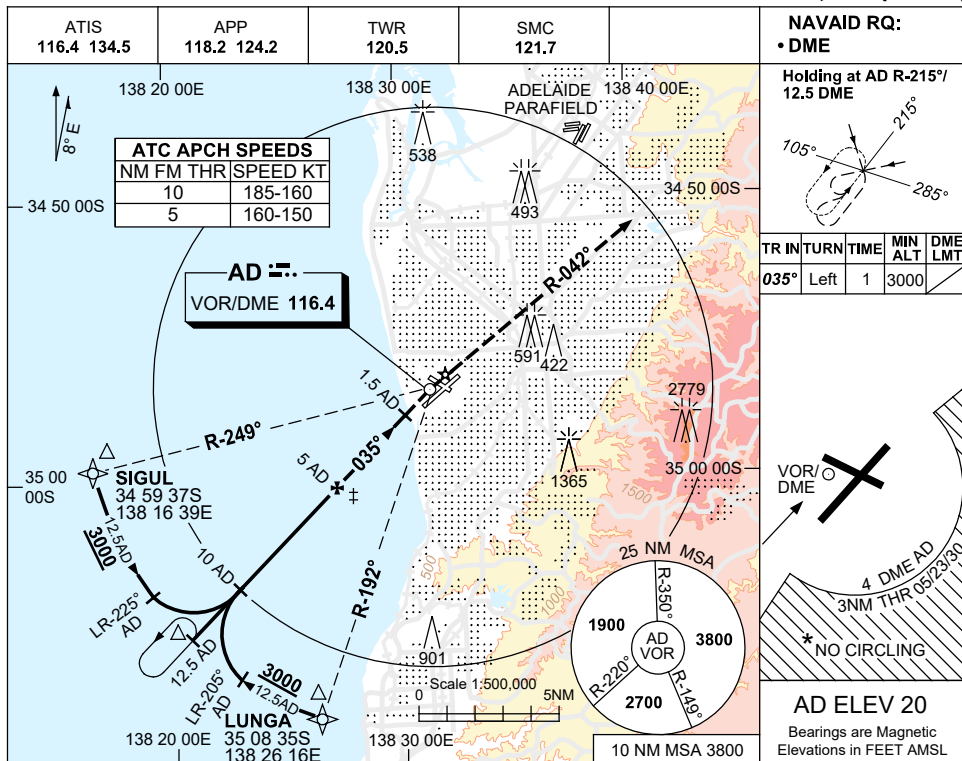 ATIS
116.4 134.5
APP
118.2 124.2
TWR
120.5
SMC
121.7
NAVAID RQ:
• DME
138 20 00E
138 30 00E
138 40 00E
8° E
ADELAIDE
PARAFIELD
538
493
ATC APCH SPEEDS
NM FM THR SPEED KT
10 185-160
5 160-150
34 50 00S
34 50 00S
AD
VOR/DME 116.4
R-042°
591
422
2779
1365
1500
1.5 AD
R-249°
035°
5 AD
‡
35 00
00S
35 00 00S
SIGUL
34 59 37S
138 16 39E
3000
12.5AD
10 AD
R-192°
500
1000
LR-225°
AD
12.5 AD
LR-205°
AD
3000
12.5AD
LUNGA
35 08 35S
138 26 16E
901
Scale 1:500,000
0 5NM
138 20 00E
138 30 00E
25 NM MSA
R-350°
1900
AD
VOR
3800
R-220°
2700
R-149°
10 NM MSA 3800
Holding at AD R-215°/
12.5 DME
215°
105°
285°
TR IN TURN TIME MIN ALT DME LMT
035° Left 1 3000
VOR/
DME
4 DME AD
3NM THR 05/23/30
*NO CIRCLING
AD ELEV 20
Bearings are Magnetic
Elevations in FEET AMSL